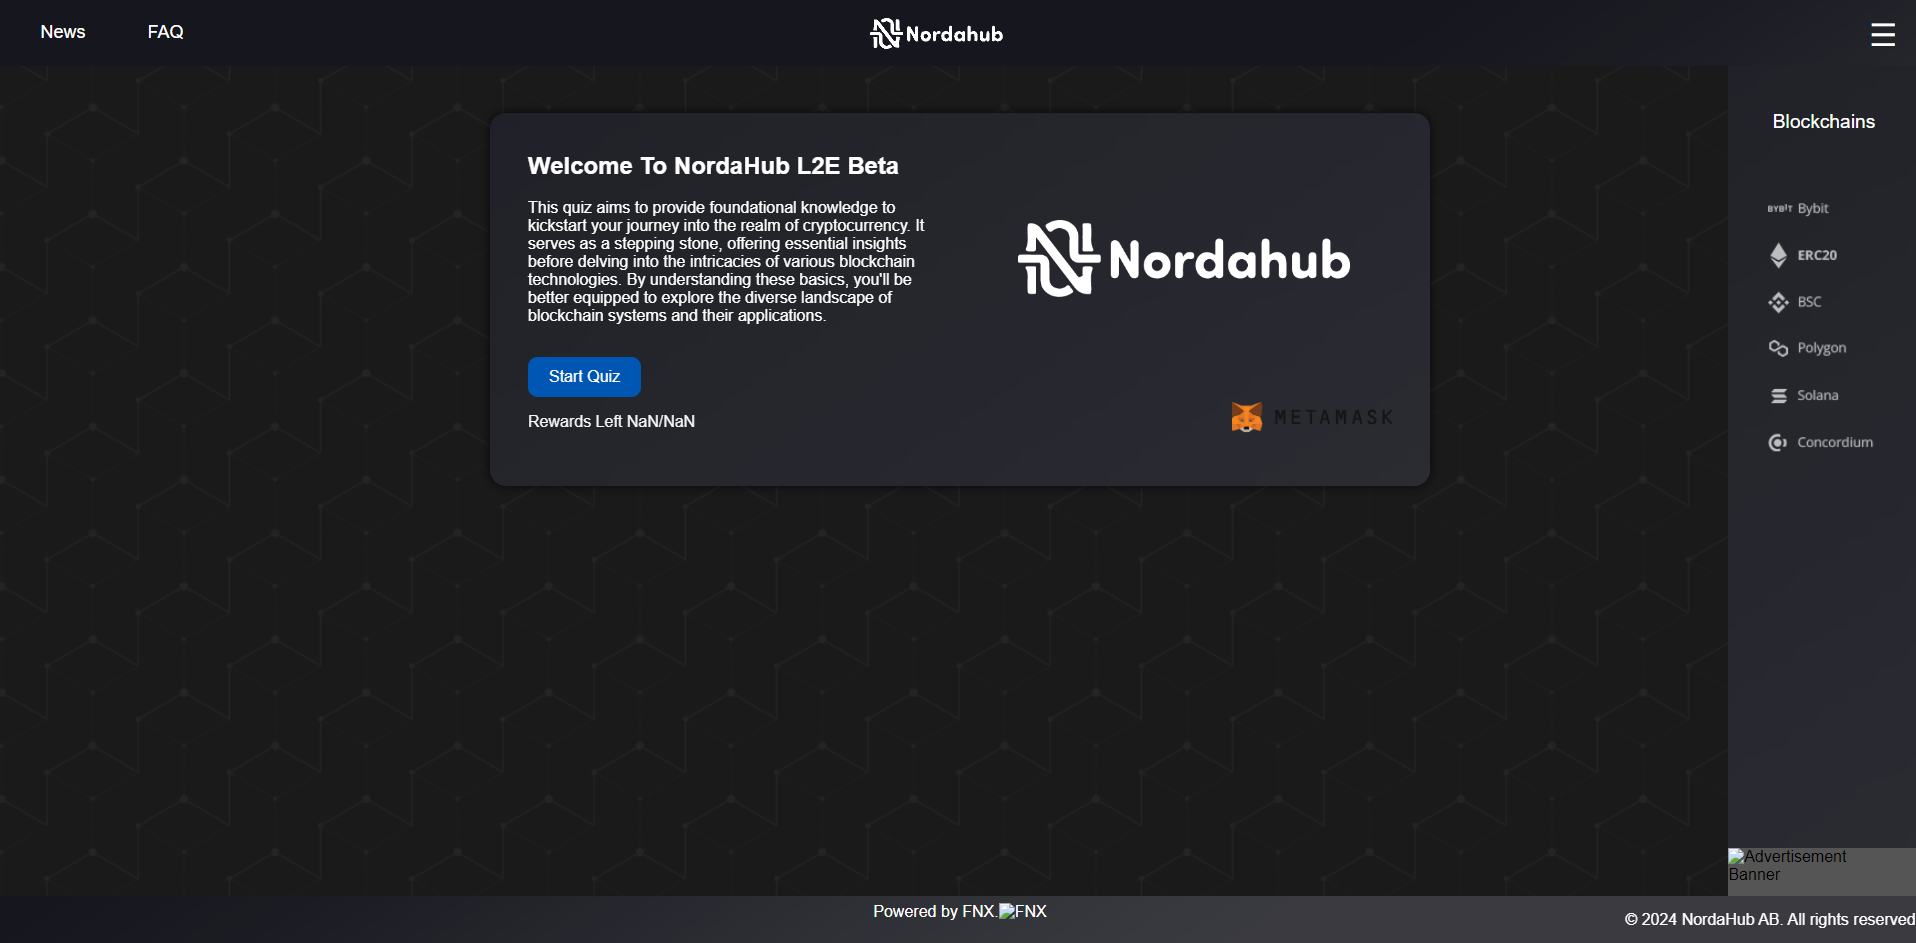 News
FAQ
Nordahub
Blockchains
Welcome To NordaHub L2E Beta
This quiz aims to provide foundational knowledge to
kickstart your journey into the realm of cryptocurrency. It
serves as a stepping stone, offering essential insights
before delving into the intricacies of various blockchain
technologies. By understanding these basics, you'll be
better equipped to explore the diverse landscape of
blockchain systems and their applications.
Nordahub
Start Quiz
Rewards Left NaN/NaN
METAMASK
BYBIT Bybit
ERC20
BSC
Polygon
Solana
Concordium
Advertisement
Banner
Powered by FNX.
FNX
© 2024 NordaHub AB. All rights reserved